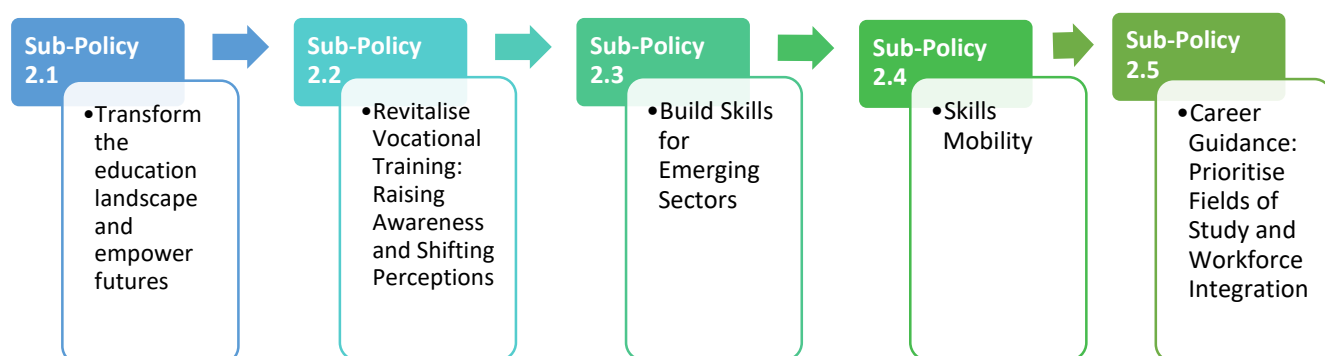 Sub-Policy
2.1
•Transform
the
education
landscape
and
empower
futures
Sub-Policy
2.2
•Revitalise
Vocational
Training:
Raising
Awareness
and Shifting
Perceptions
Sub-Policy
2.3
•Build Skills
for
Emerging
Sectors
Sub-Policy
2.4
•Skills
Mobility
Sub-Policy
2.5
•Career
Guidance:
Prioritise
Fields of
Study and
Workforce
Integration